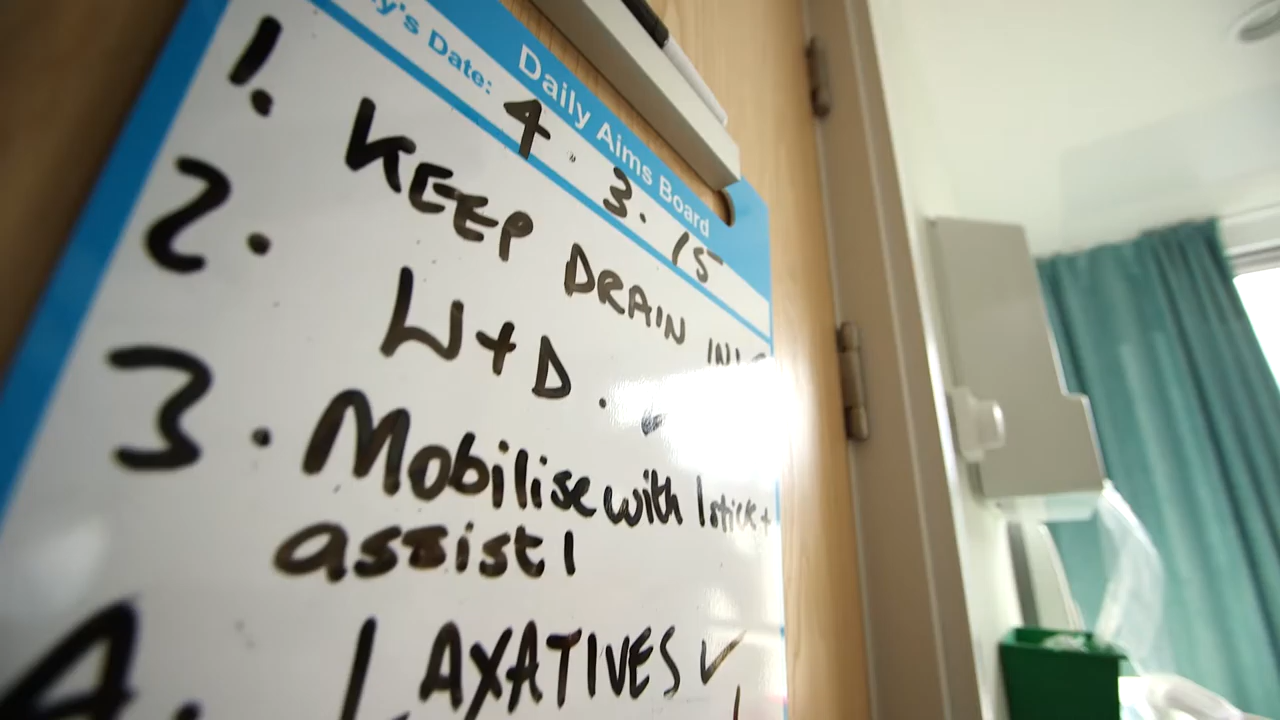 Daily Aims Board
y's Date: 4.3.15
1. KEEP DRAIN IN
2. W+D.
3. Mobilise with 1 stick +
assist 1
4. LAXATIVES ✓